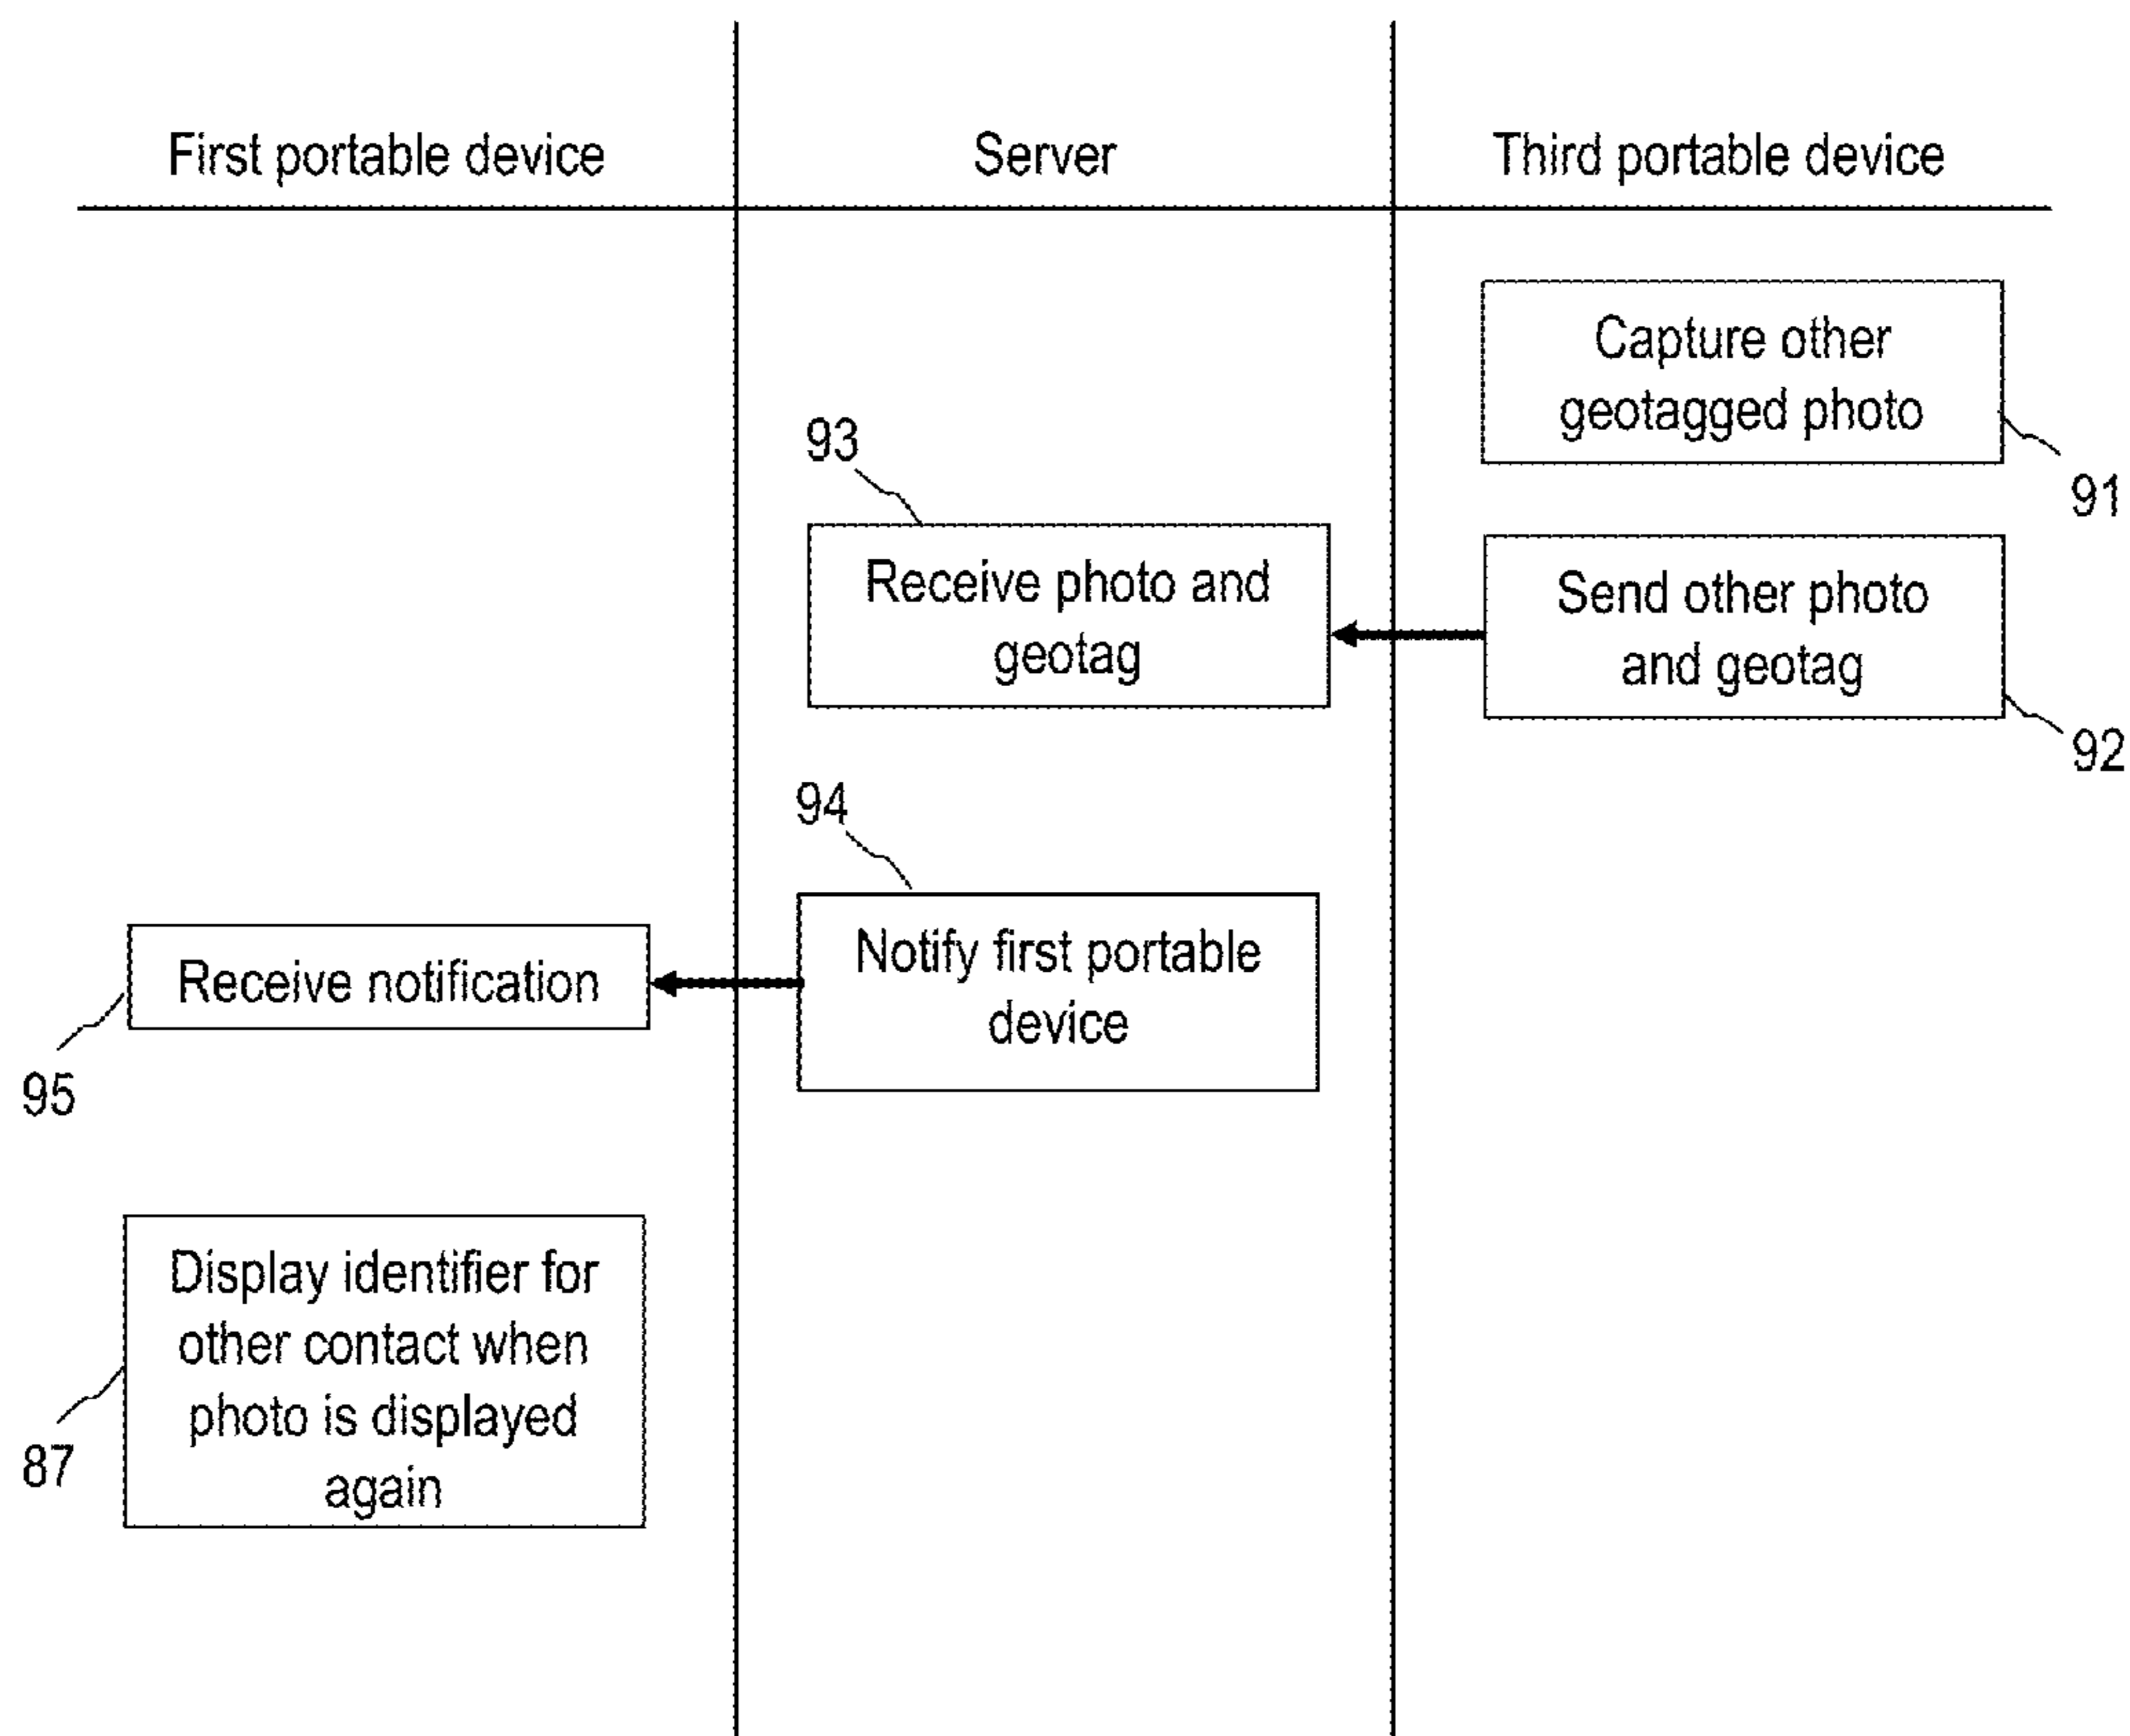 First portable device
Server
Third portable device
Capture other
geotagged photo
91
93
Receive photo and
geotag
Send other photo
and geotag
92
94
Notify first portable
device
Receive notification
95
Display identifier for
other contact when
photo is displayed
again
87